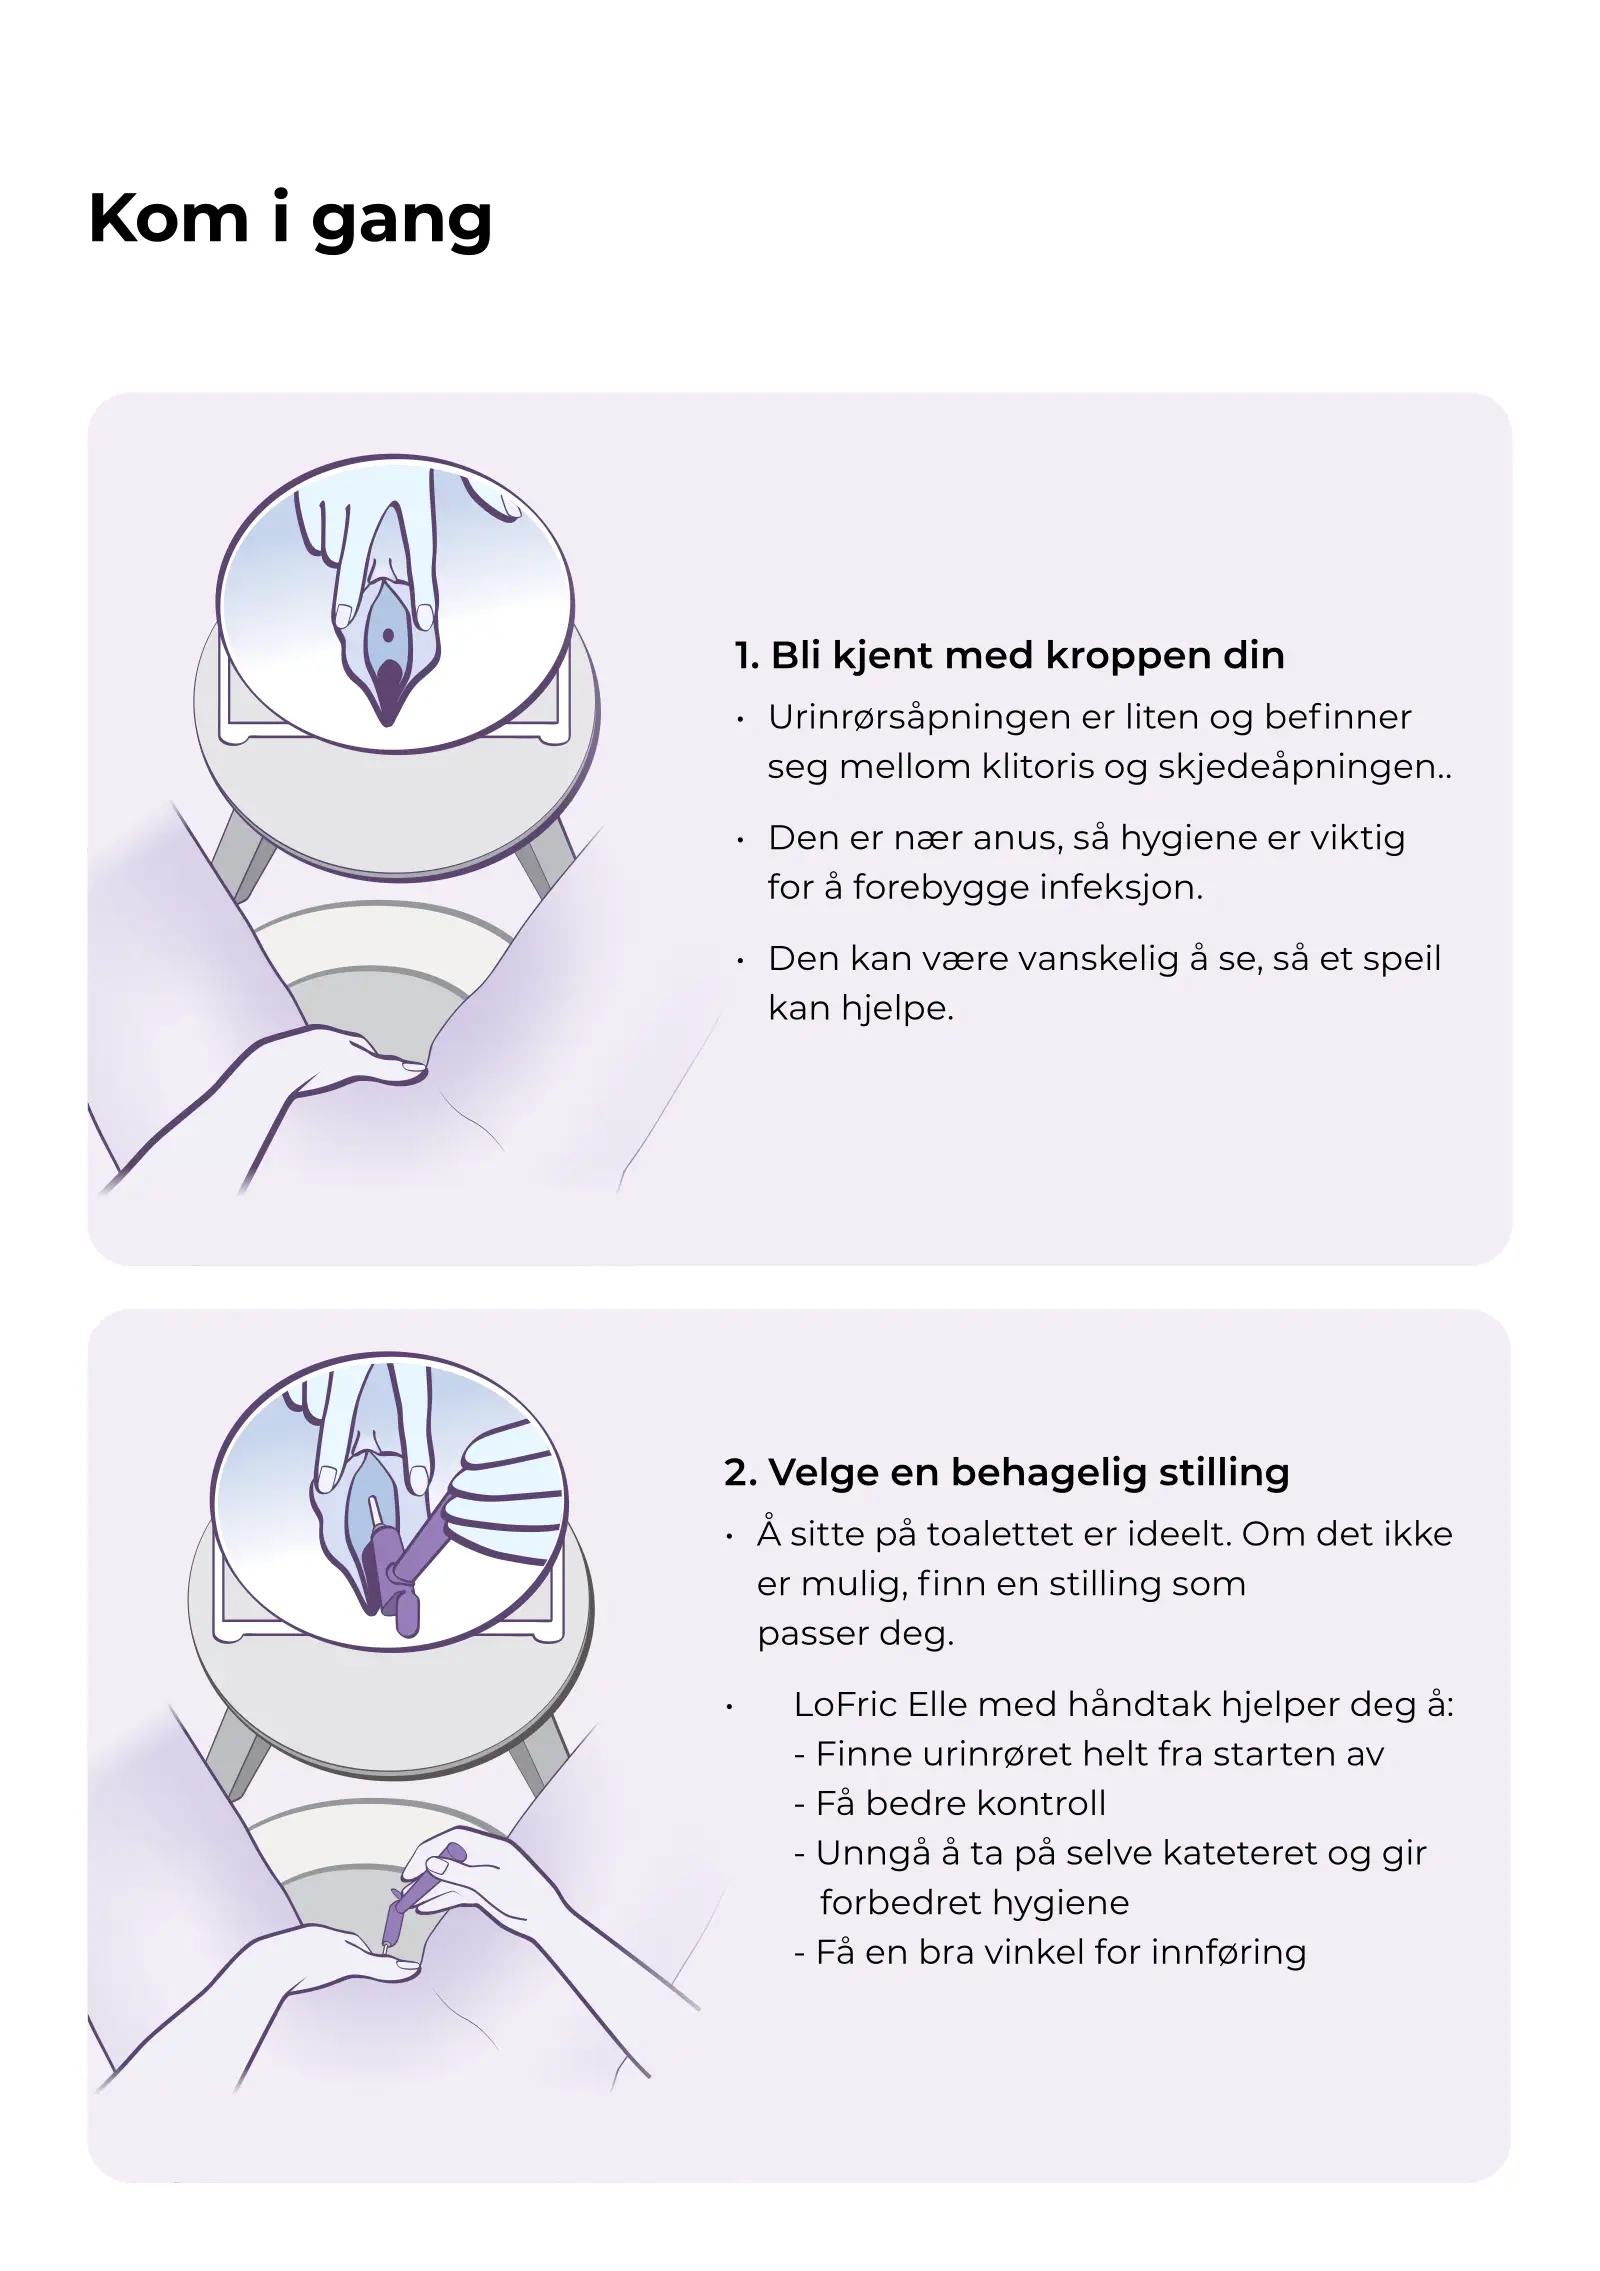 Kom i gang
1. Bli kjent med kroppen din
• Urinrørsåpningen er liten og befinner
seg mellom klitoris og skjedeåpningen..
• Den er nær anus, så hygiene er viktig
for å forebygge infeksjon.
• Den kan være vanskelig å se, så et speil
kan hjelpe.
2. Velge en behagelig stilling
• Å sitte på toalettet er ideelt. Om det ikke
er mulig, finn en stilling som
passer deg.
• LoFric Elle med håndtak hjelper deg å:
- Finne urinrøret helt fra starten av
- Få bedre kontroll
- Unngå å ta på selve kateteret og gir
forbedret hygiene
- Få en bra vinkel for innføring